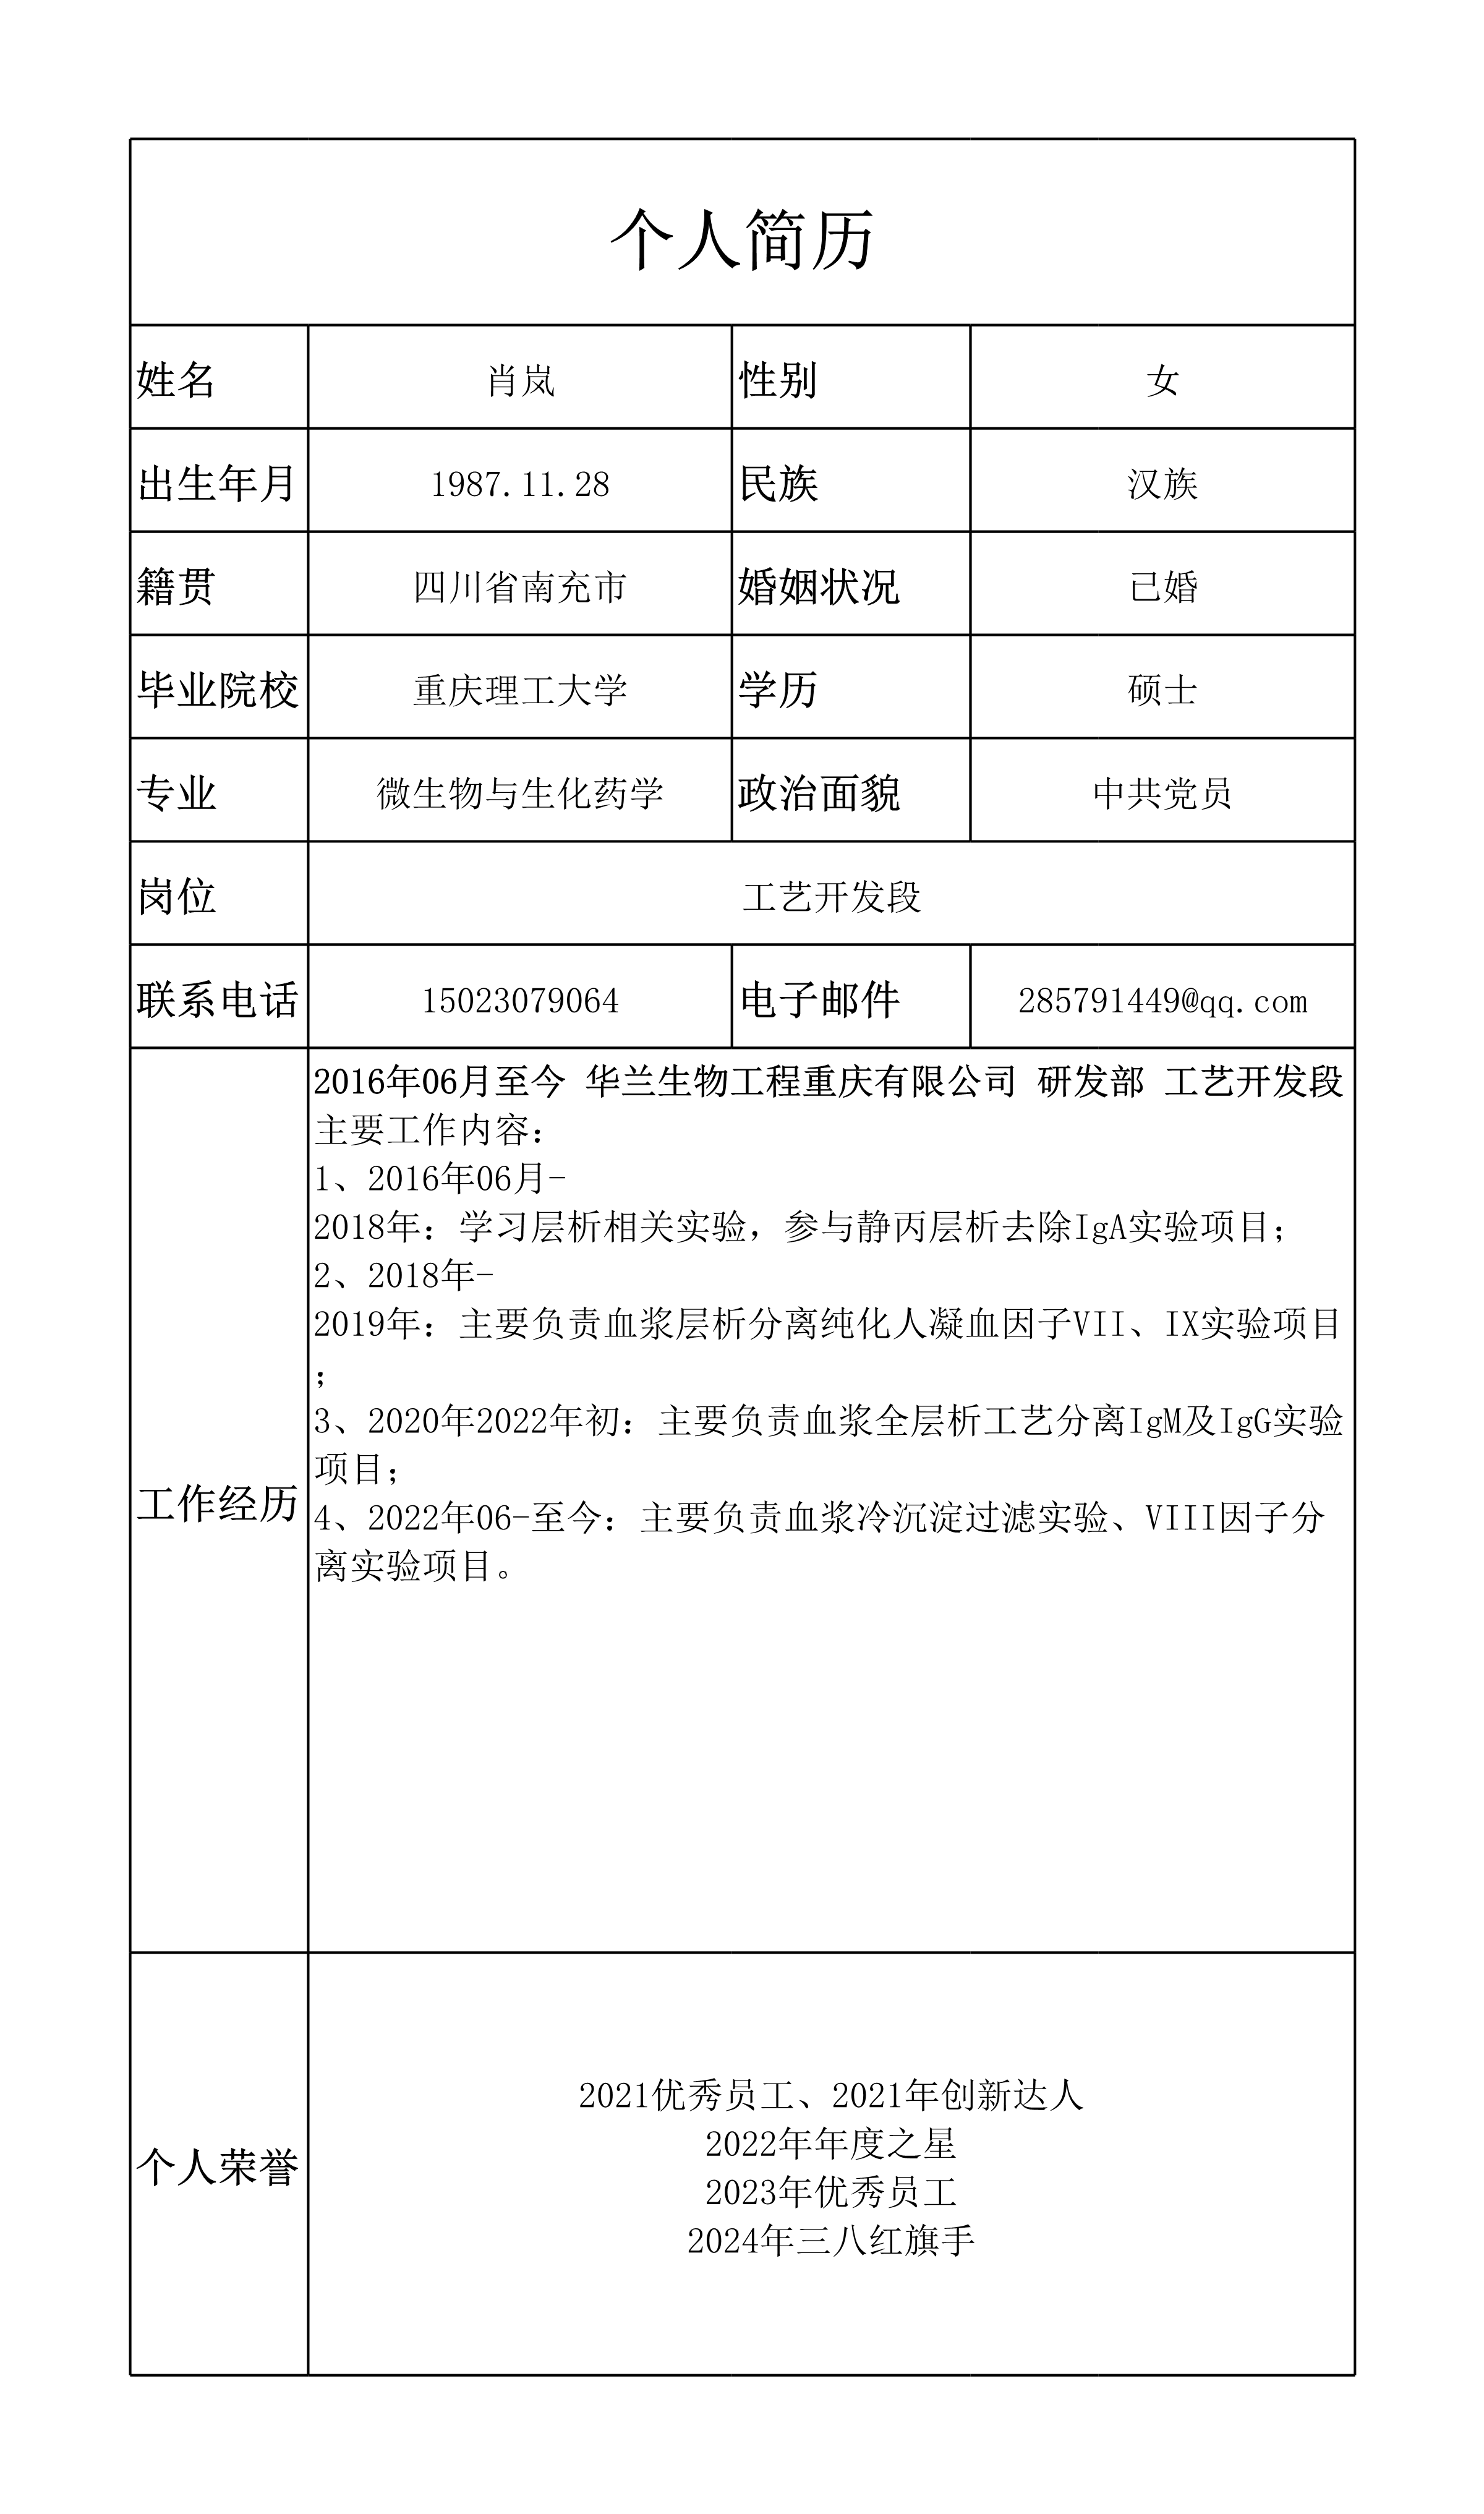 个人简历
姓名 肖岚 性别 女
出生年月 1987.11.28 民族 汉族
籍贯 四川省南充市 婚姻状况 已婚
毕业院校 重庆理工大学 学历 硕士
专业 微生物与生化药学 政治面貌 中共党员
岗位 工艺开发段
联系电话 15023079064 电子邮件 285791449@qq.com
工作经历
2016年06月至今 华兰生物工程重庆有限公司 研发部 工艺开发段
主要工作内容：
1、2016年06月-
2018年：学习层析相关实验，参与静丙层析去除IgA实验项目；
2、2018年-
2019年：主要负责血浆层析分离纯化人凝血因子VII、IX实验项目
；
3、2020年2022年初：主要负责血浆全层析工艺分离IgM及IgG实验
项目；
4、2022年06-至今：主要负责血浆冷沉淀过滤实验、VIII因子分
离实验项目。
个人荣誉
2021优秀员工、2021年创新达人
2022年年度之星
2023年优秀员工
2024年三八红旗手